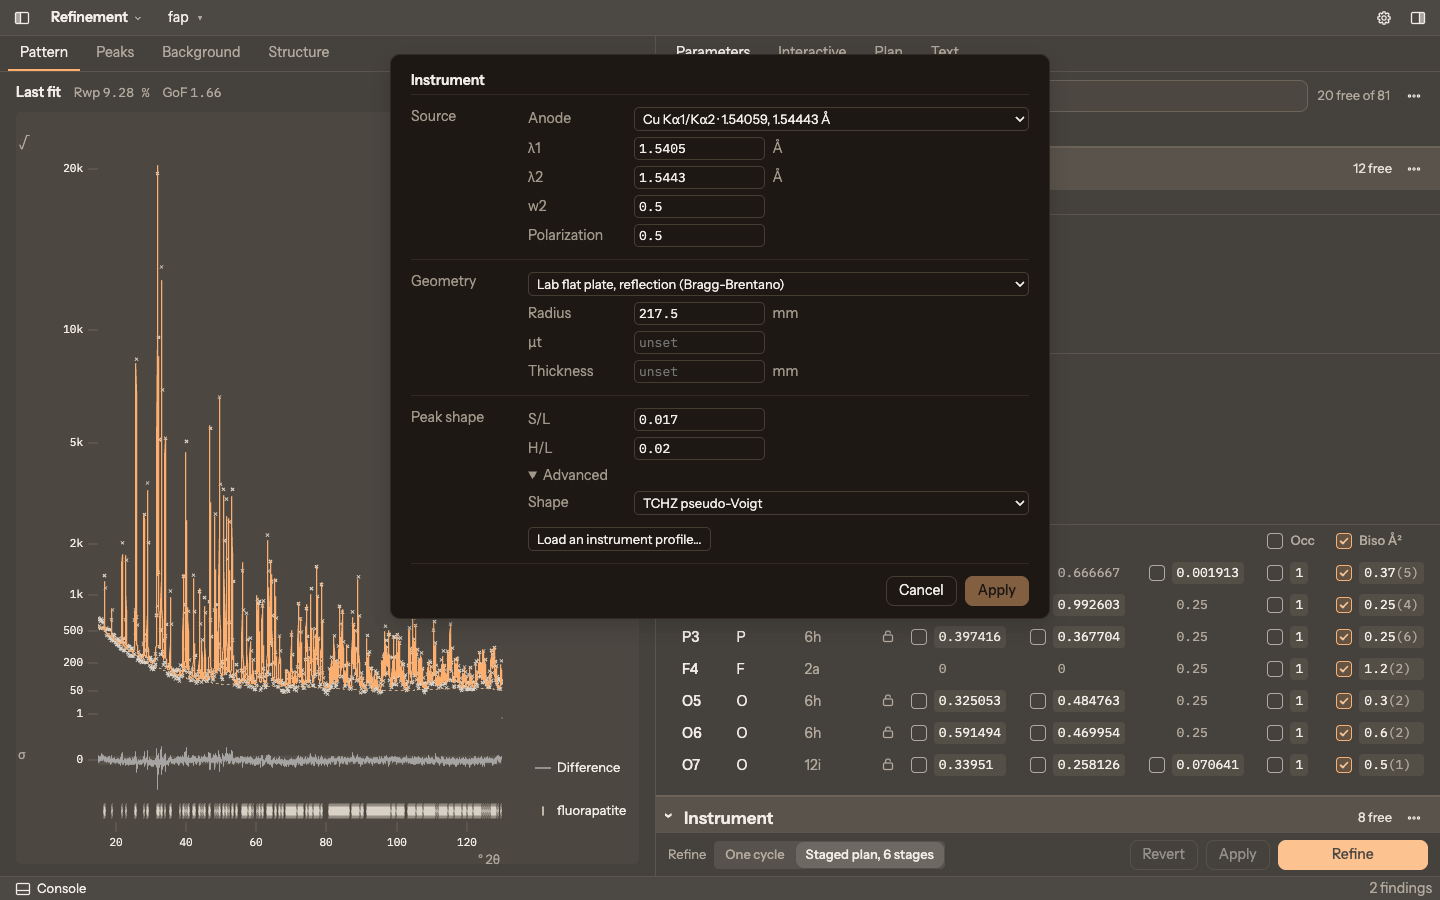 Refinement fap
Pattern Peaks Background Structure
Parameters Interactive Plan Text
Last fit Rwp 9.28 % GoF 1.66
20 free of 81
12 free
√
20k
10k
5k
2k
1k
500
200
50
1
σ
0
Difference
fluorapatite
20 40 60 80 100 120
°2θ
Instrument
Source
Anode Cu Kα1/Kα2 · 1.54059, 1.54443 Å
λ1 1.5405 Å
λ2 1.5443 Å
w2 0.5
Polarization 0.5
Geometry Lab flat plate, reflection (Bragg-Brentano)
Radius 217.5 mm
μt unset
Thickness unset mm
Peak shape
S/L 0.017
H/L 0.02
▼ Advanced
Shape TCHZ pseudo-Voigt
Load an instrument profile…
Cancel Apply
Occ Biso Å²
0.666667 0.001913 1 0.37(5)
0.992603 0.25 1 0.25(4)
P3 P 6h 0.397416 0.367704 0.25 1 0.25(6)
F4 F 2a 0 0 0.25 1 1.2(2)
O5 O 6h 0.325053 0.484763 0.25 1 0.3(2)
O6 O 6h 0.591494 0.469954 0.25 1 0.6(2)
O7 O 12i 0.33951 0.258126 0.070641 1 0.5(1)
Instrument 8 free
Refine One cycle Staged plan, 6 stages Revert Apply Refine
Console 2 findings